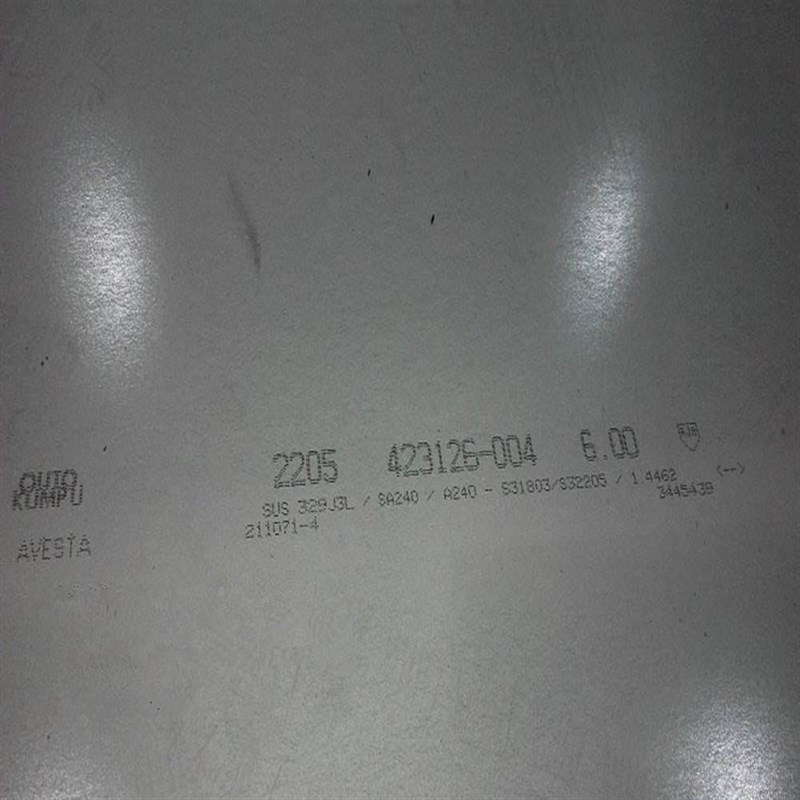 OUTO
KUMPU
2205 423126-004 6.00
SUS 329J3L / SA240 / A240 - S31803/S32205 / 1.4462 (--)
211071-4 3445439
AVESTA